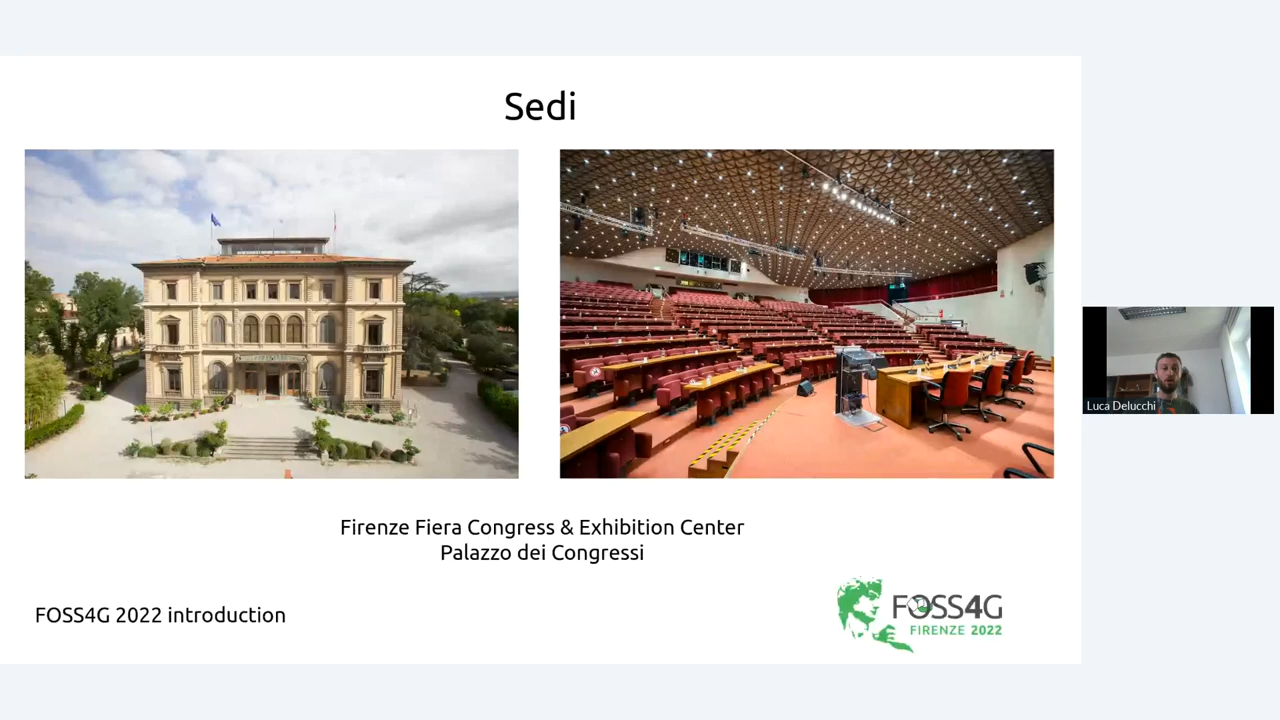 Sedi
Firenze Fiera Congress & Exhibition Center
Palazzo dei Congressi
FOSS4G 2022 introduction
FOSS4G
FIRENZE 2022
Luca Delucchi